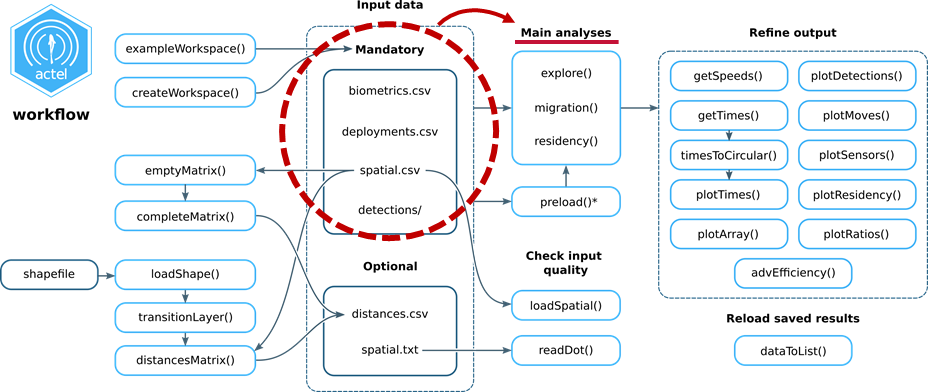 actel
workflow
exampleWorkspace()
createWorkspace()
emptyMatrix()
completeMatrix()
shapefile
loadShape()
transitionLayer()
distancesMatrix()
Input data
Mandatory
biometrics.csv
deployments.csv
spatial.csv
detections/
Optional
distances.csv
spatial.txt
Main analyses
explore()
migration()
residency()
preload()*
Check input
quality
loadSpatial()
readDot()
Refine output
getSpeeds()
plotDetections()
getTimes()
plotMoves()
timesToCircular()
plotSensors()
plotTimes()
plotResidency()
plotArray()
plotRatios()
advEfficiency()
Reload saved results
dataToList()